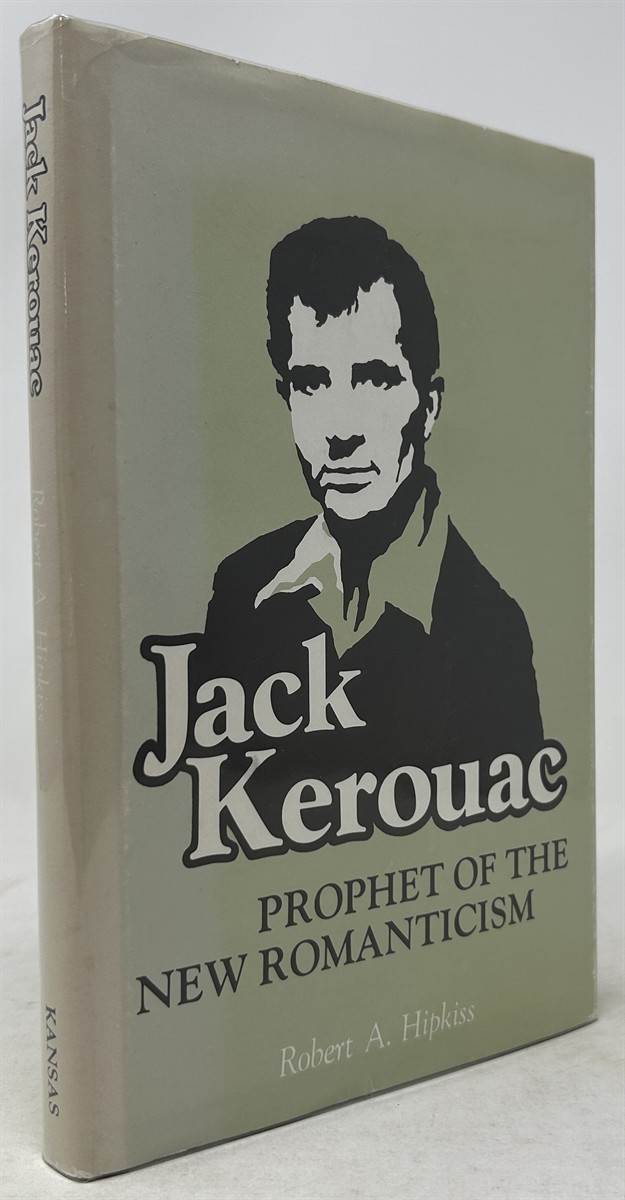 Jack Kerouac
Robert A. Hipkiss
KANSAS
Jack
Kerouac
PROPHET OF THE
NEW ROMANTICISM
Robert A. Hipkiss